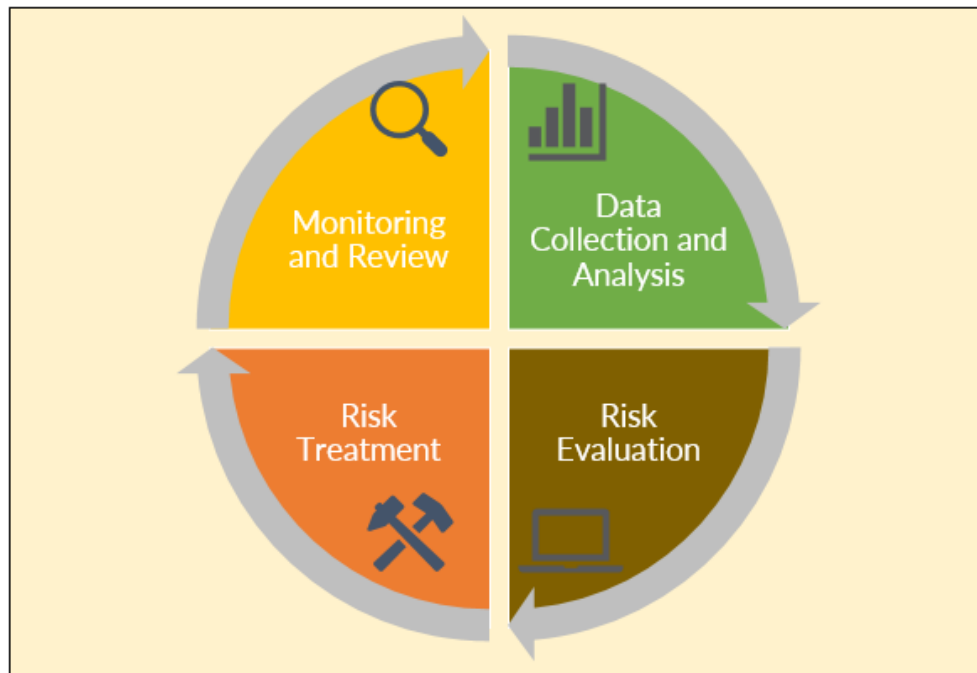 Monitoring
and Review
Data
Collection and
Analysis
Risk
Treatment
Risk
Evaluation